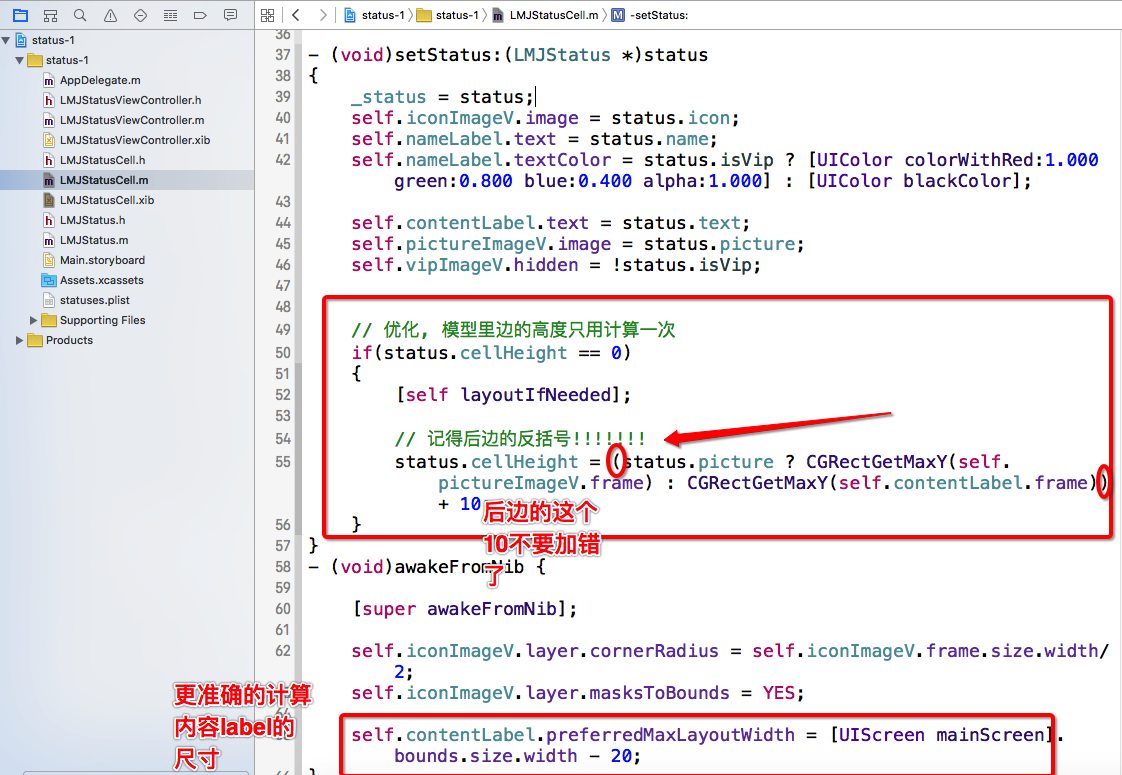 status-1 status-1 LMJStatusCell.m -setStatus:
status-1
status-1
AppDelegate.m
LMJStatusViewController.h
LMJStatusViewController.m
LMJStatusViewController.xib
LMJStatusCell.h
LMJStatusCell.m
LMJStatusCell.xib
LMJStatus.h
LMJStatus.m
Main.storyboard
Assets.xcassets
statuses.plist
Supporting Files
Products
36
37 - (void)setStatus:(LMJStatus *)status
38 {
39 _status = status;
40 self.iconImageV.image = status.icon;
41 self.nameLabel.text = status.name;
42 self.nameLabel.textColor = status.isVip ? [UIColor colorWithRed:1.000
green:0.800 blue:0.400 alpha:1.000] : [UIColor blackColor];
43
44 self.contentLabel.text = status.text;
45 self.pictureImageV.image = status.picture;
46 self.vipImageV.hidden = !status.isVip;
47
48
49 // 优化, 模型里边的高度只用计算一次
50 if(status.cellHeight == 0)
51 {
52 [self layoutIfNeeded];
53
54 // 记得后边的反括号!!!!!!!
55 status.cellHeight = (status.picture ? CGRectGetMaxY(self.
pictureImageV.frame) : CGRectGetMaxY(self.contentLabel.frame))
+ 10
后边的这个
10不要加错
了
56 }
57 }
58 - (void)awakeFromNib {
59
60 [super awakeFromNib];
61
62 self.iconImageV.layer.cornerRadius = self.iconImageV.frame.size.width/
2;
self.iconImageV.layer.masksToBounds = YES;
更准确的计算
内容label的
尺寸
self.contentLabel.preferredMaxLayoutWidth = [UIScreen mainScreen].
bounds.size.width - 20;